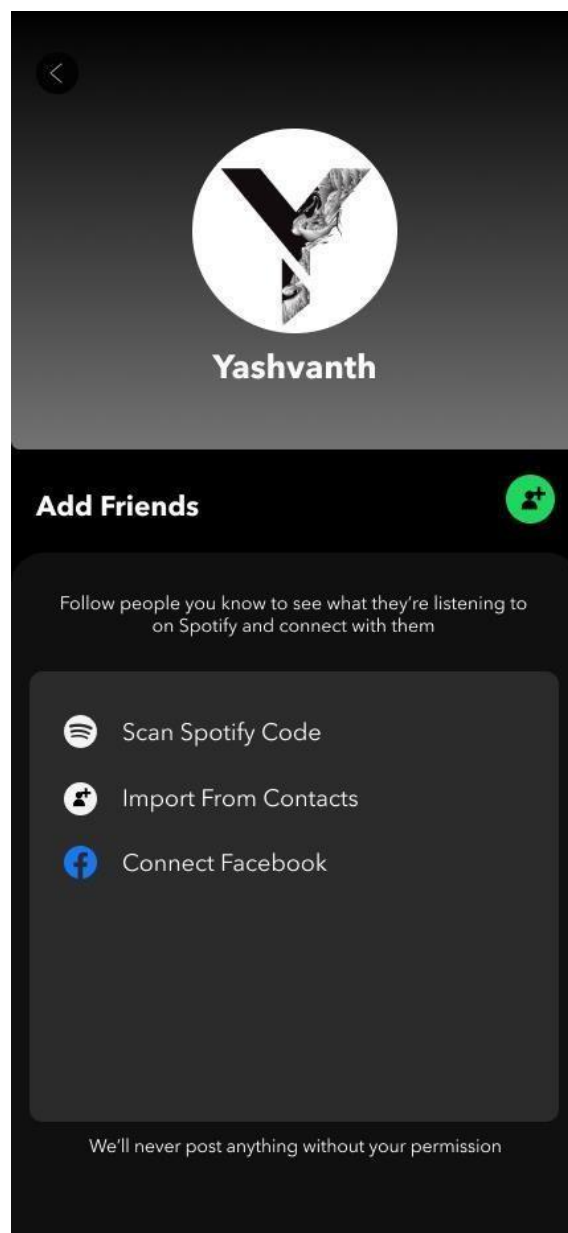 Yashvanth
Add Friends
Follow people you know to see what they’re listening to
on Spotify and connect with them
Scan Spotify Code
Import From Contacts
Connect Facebook
We’ll never post anything without your permission